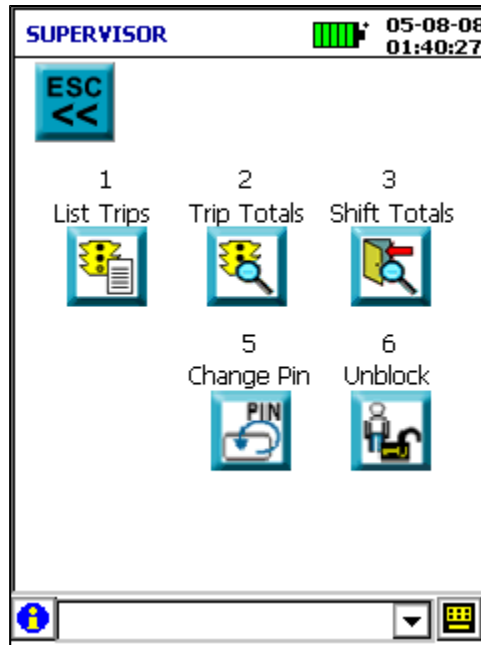 SUPERVISOR
05-08-08
01:40:27
ESC
<<
1 2 3
List Trips Trip Totals Shift Totals
5 6
Change Pin Unblock
PIN